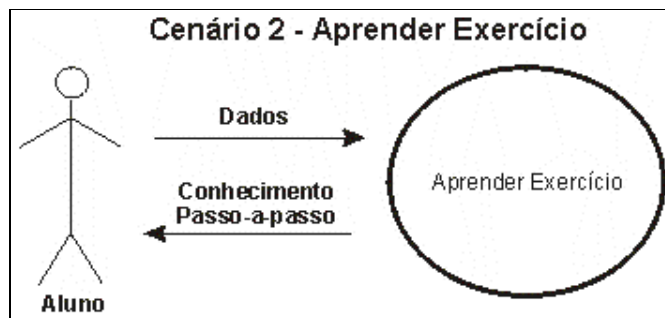 Cenário 2 - Aprender Exercício
Dados
Conhecimento
Passo-a-passo
Aprender Exercício
Aluno